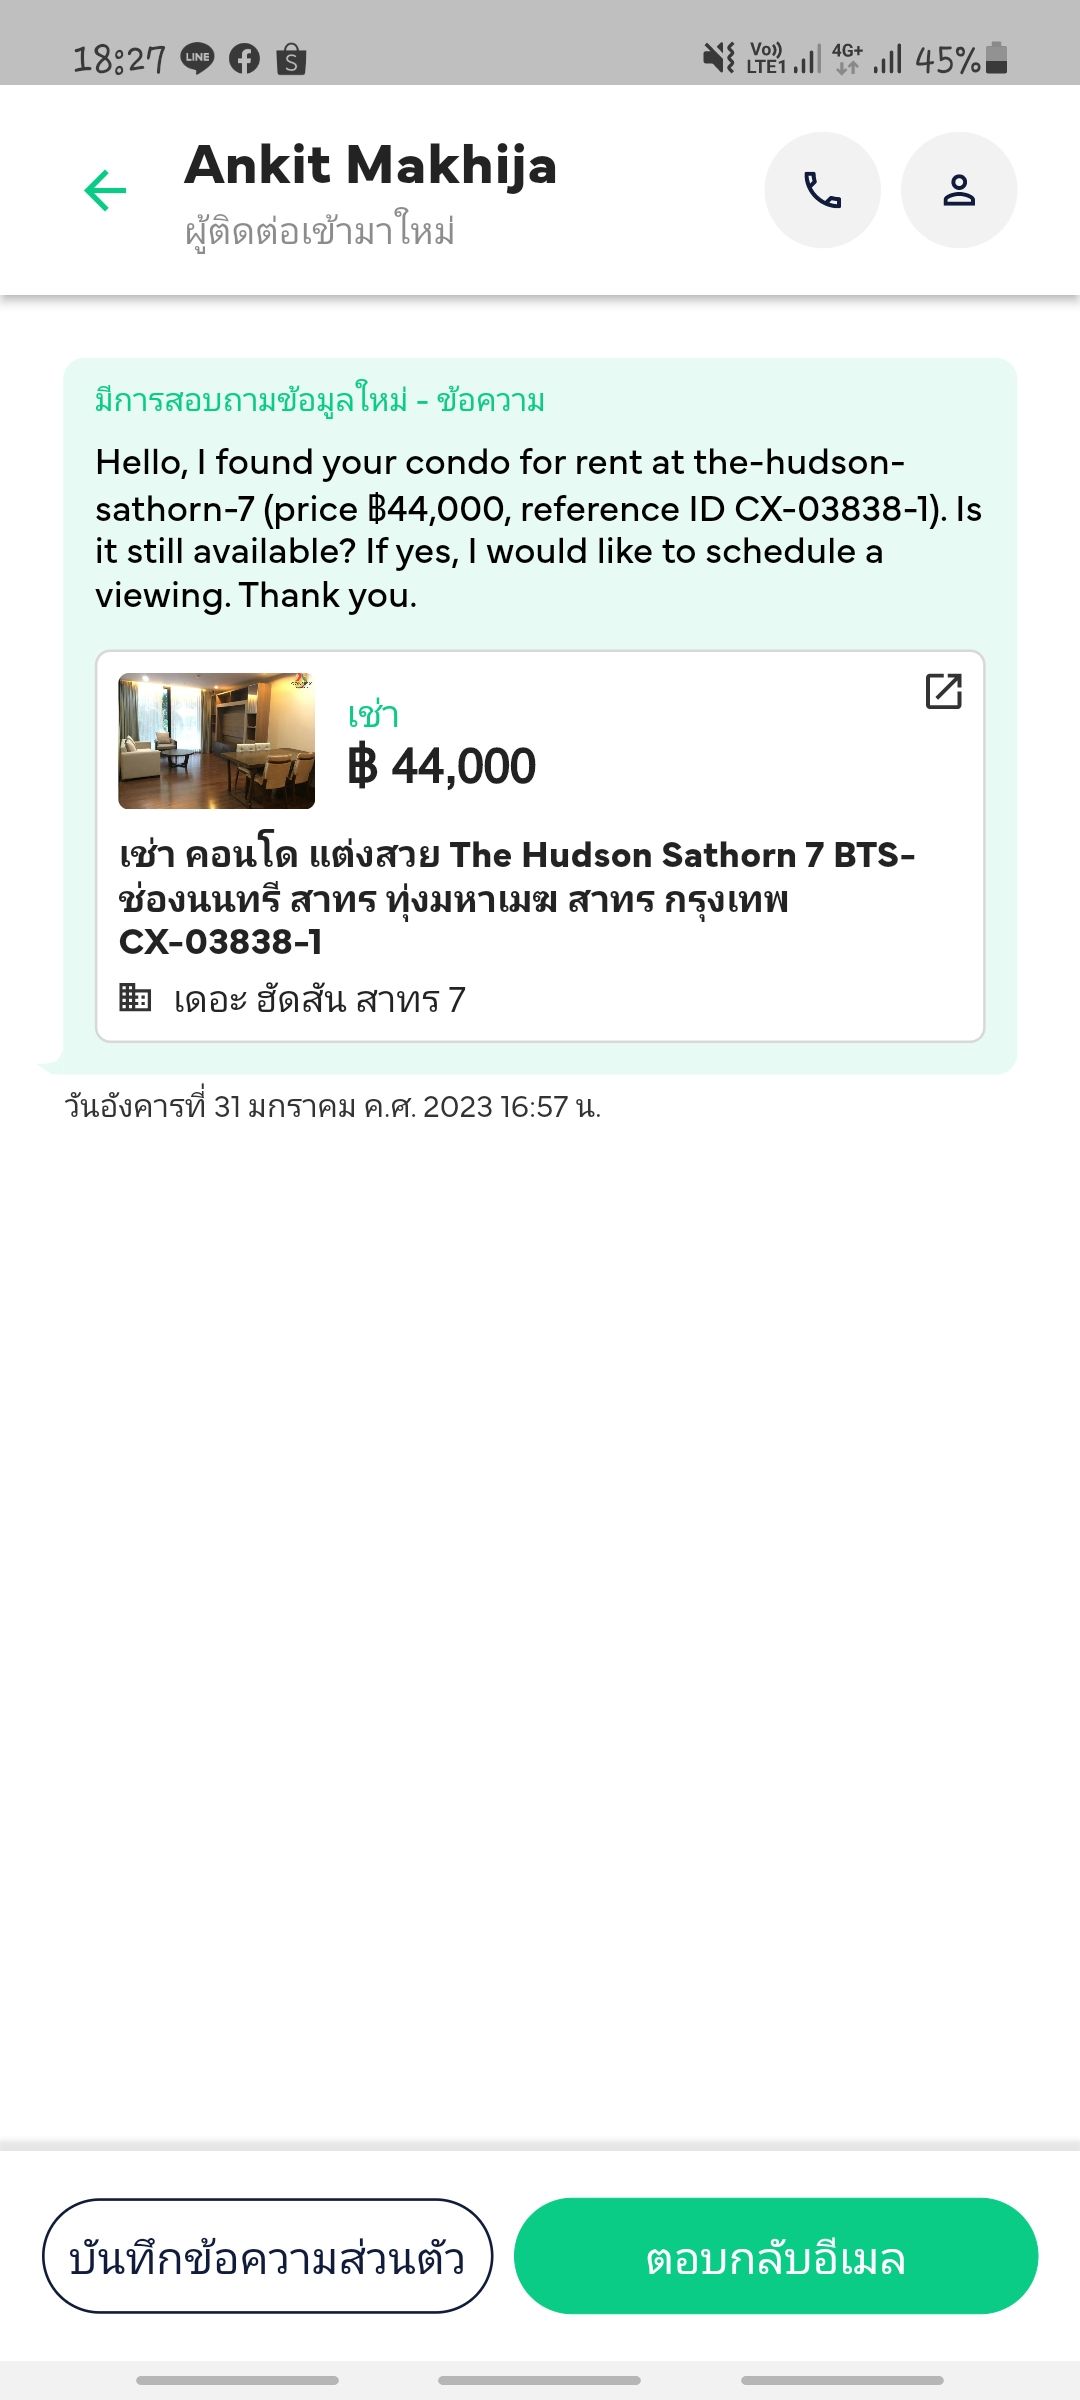 18:27 LINE S Vo)) LTE1 4G+ 45%
Ankit Makhija
ผู้ติดต่อเข้ามาใหม่
มีการสอบถามข้อมูลใหม่ - ข้อความ
Hello, I found your condo for rent at the-hudson-
sathorn-7 (price ฿44,000, reference ID CX-03838-1). Is
it still available? If yes, I would like to schedule a
viewing. Thank you.
เช่า
฿ 44,000
เช่า คอนโด แต่งสวย The Hudson Sathorn 7 BTS-
ช่องนนทรี สาทร ทุ่งมหาเมฆ สาทร กรุงเทพ
CX-03838-1
เดอะ ฮัดสัน สาทร 7
วันอังคารที่ 31 มกราคม ค.ศ. 2023 16:57 น.
บันทึกข้อความส่วนตัว
ตอบกลับอีเมล